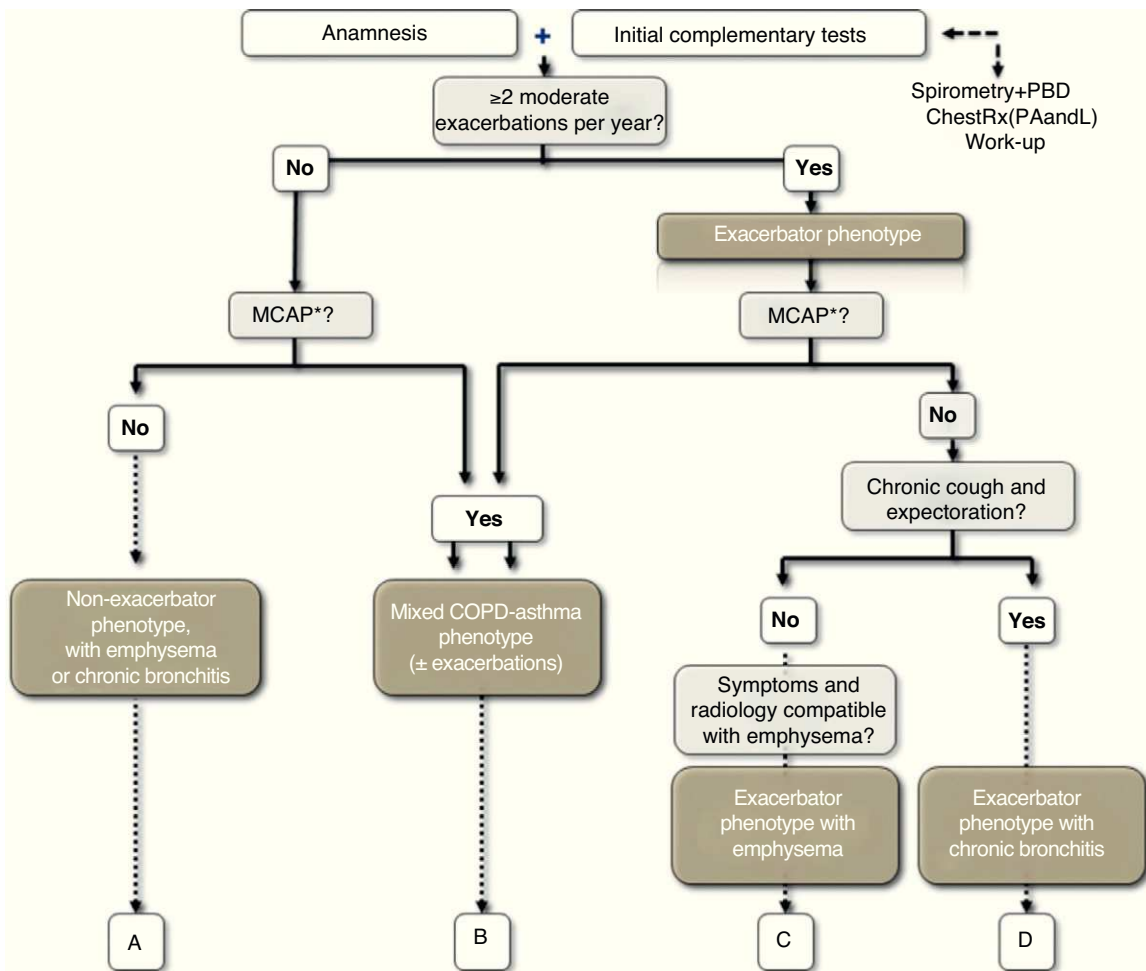 Anamnesis
+
Initial complementary tests
Spirometry+PBD
ChestRx(PAandL)
Work-up
≥2 moderate
exacerbations per year?
No
Yes
Exacerbator phenotype
MCAP*?
MCAP*?
No
No
Yes
Chronic cough and
expectoration?
Non-exacerbator
phenotype,
with emphysema
or chronic bronchitis
Mixed COPD-asthma
phenotype
(± exacerbations)
No
Yes
Symptoms and
radiology compatible
with emphysema?
Exacerbator
phenotype with
emphysema
Exacerbator
phenotype with
chronic bronchitis
A
B
C
D